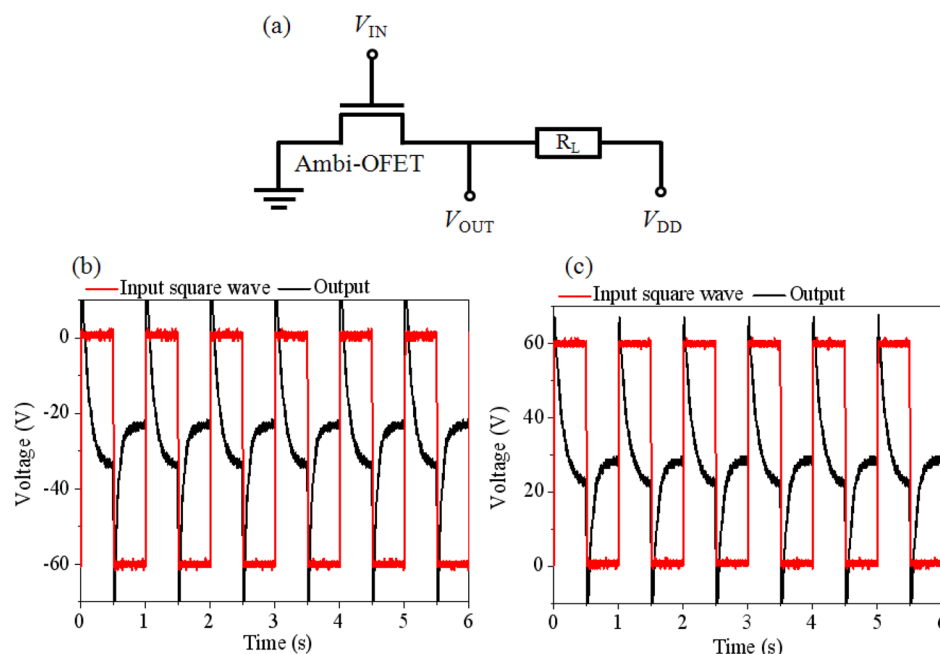 (a)
VIN
Ambi-OFET
RL
VOUT
VDD
(b)
Input square wave
Output
Voltage (V)
0
-20
-40
-60
0 1 2 3 4 5 6
Time (s)
(c)
Input square wave
Output
Voltage (V)
60
40
20
0
0 1 2 3 4 5 6
Time (s)